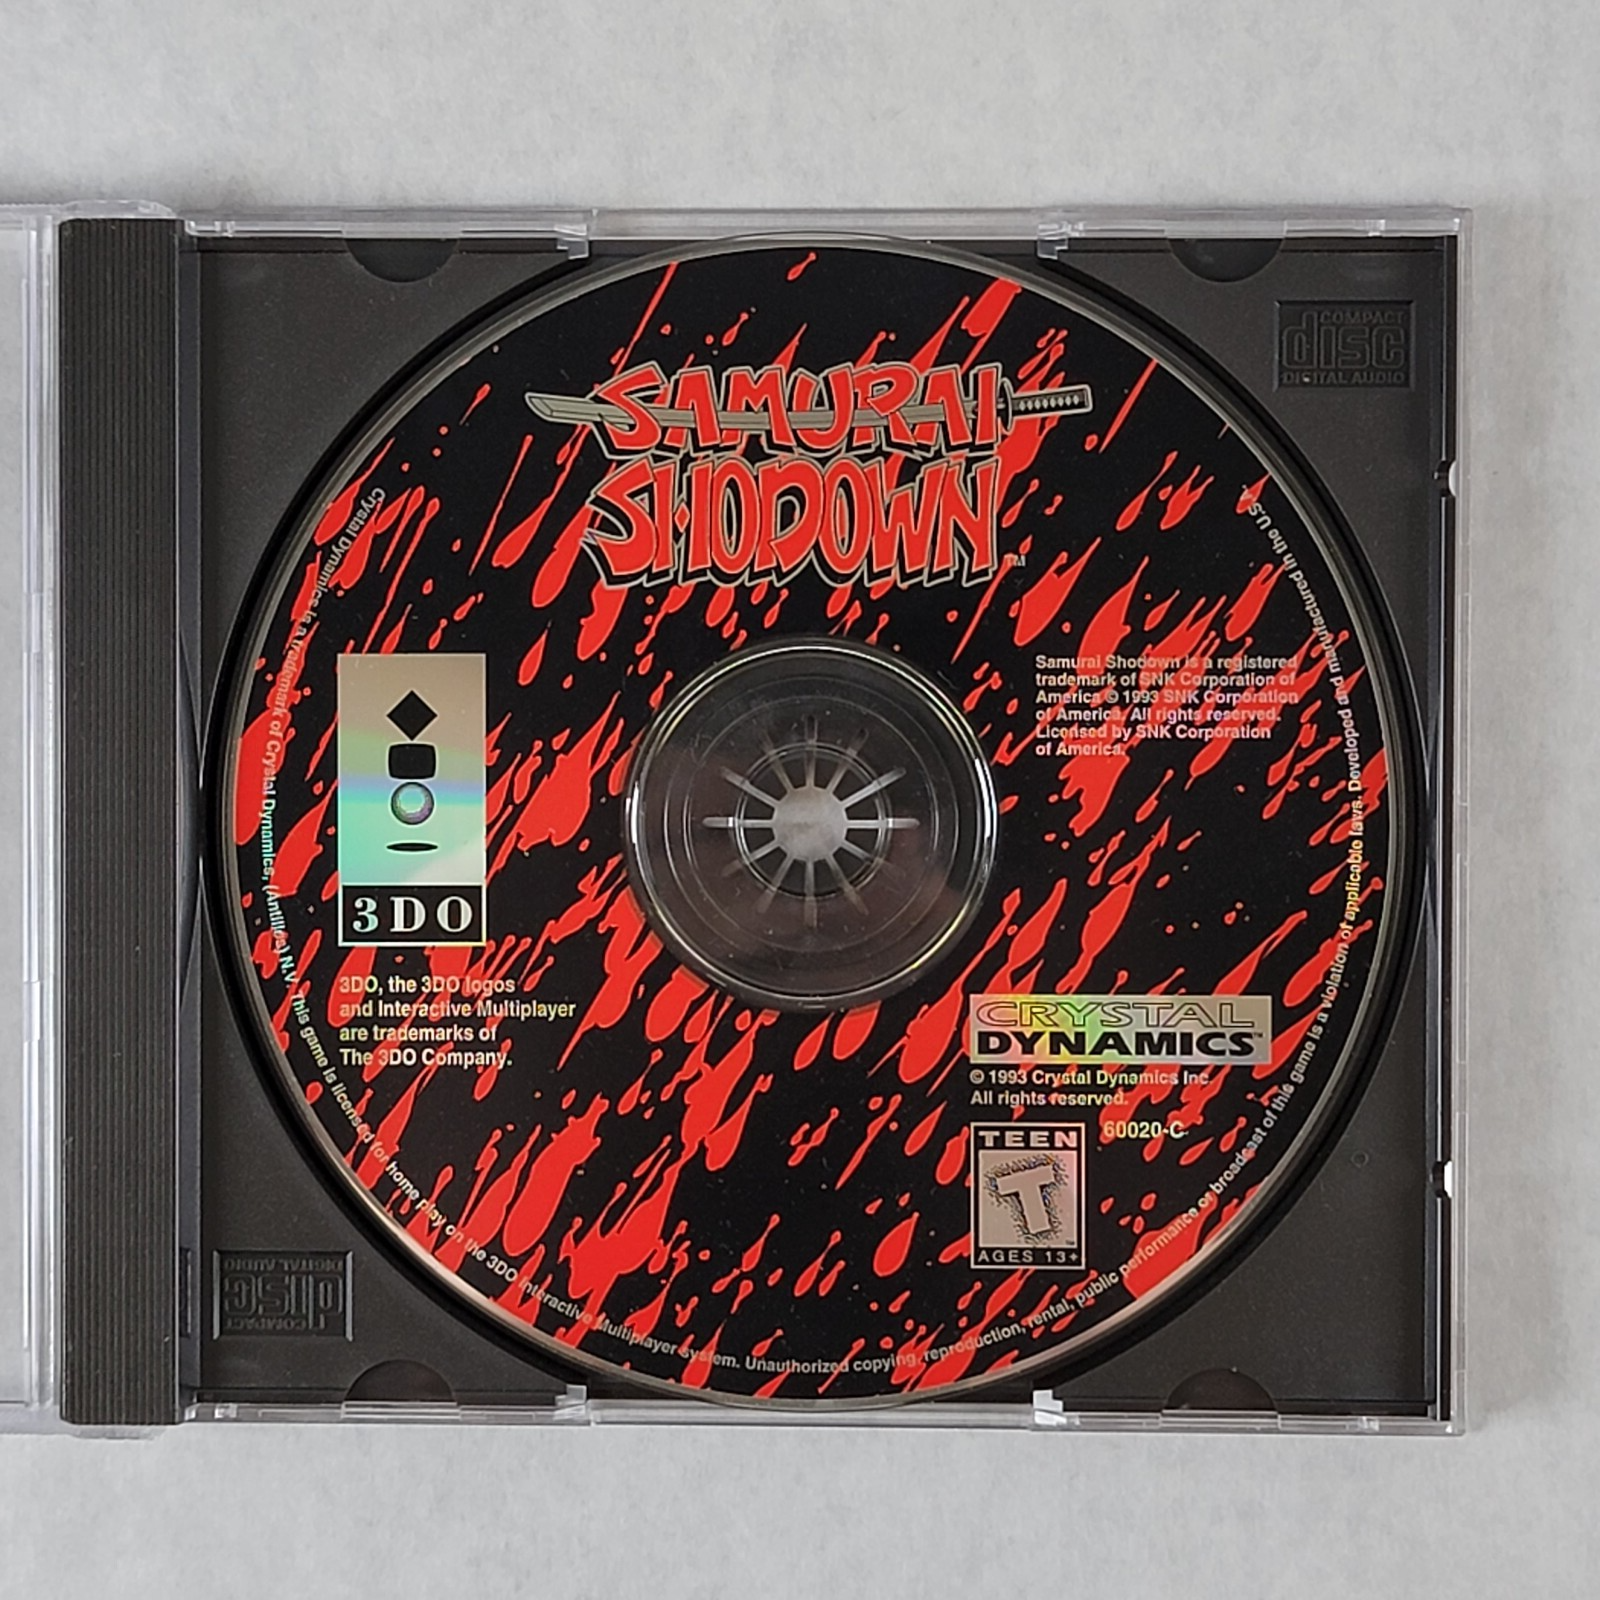 COMPACT
disc
DIGITAL AUDIO
SAMURAI
SHODOWN™
Samurai Shodown is a registered
trademark of SNK Corporation of
America © 1993 SNK Corporation
of America. All rights reserved.
Licensed by SNK Corporation
of America.
3DO
3DO, the 3DO logos
and Interactive Multiplayer
are trademarks of
The 3DO Company.
CRYSTAL
DYNAMICS™
© 1993 Crystal Dynamics Inc.
All rights reserved.
60020-C
TEEN
T
AGES 13+
Crystal Dynamics is a trademark of Crystal Dynamics, (Antilles) N.V. This game is licensed for home play on the 3DO Interactive Multiplayer system. Unauthorized copying, reproduction, rental, public performance or broadcast of this game is a violation of applicable laws. Developed and manufactured in the U.S.A.
COMPACT
disc
DIGITAL AUDIO